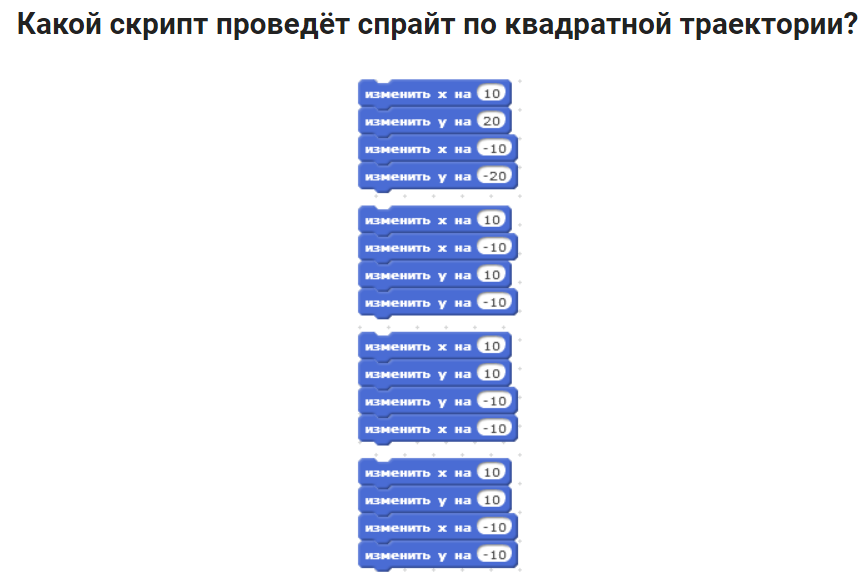 Какой скрипт проведёт спрайт по квадратной траектории?
изменить х на 10
изменить у на 20
изменить х на -10
изменить у на -20
изменить х на 10
изменить х на -10
изменить у на 10
изменить у на -10
изменить х на 10
изменить у на 10
изменить у на -10
изменить х на -10
изменить х на 10
изменить у на 10
изменить х на -10
изменить у на -10